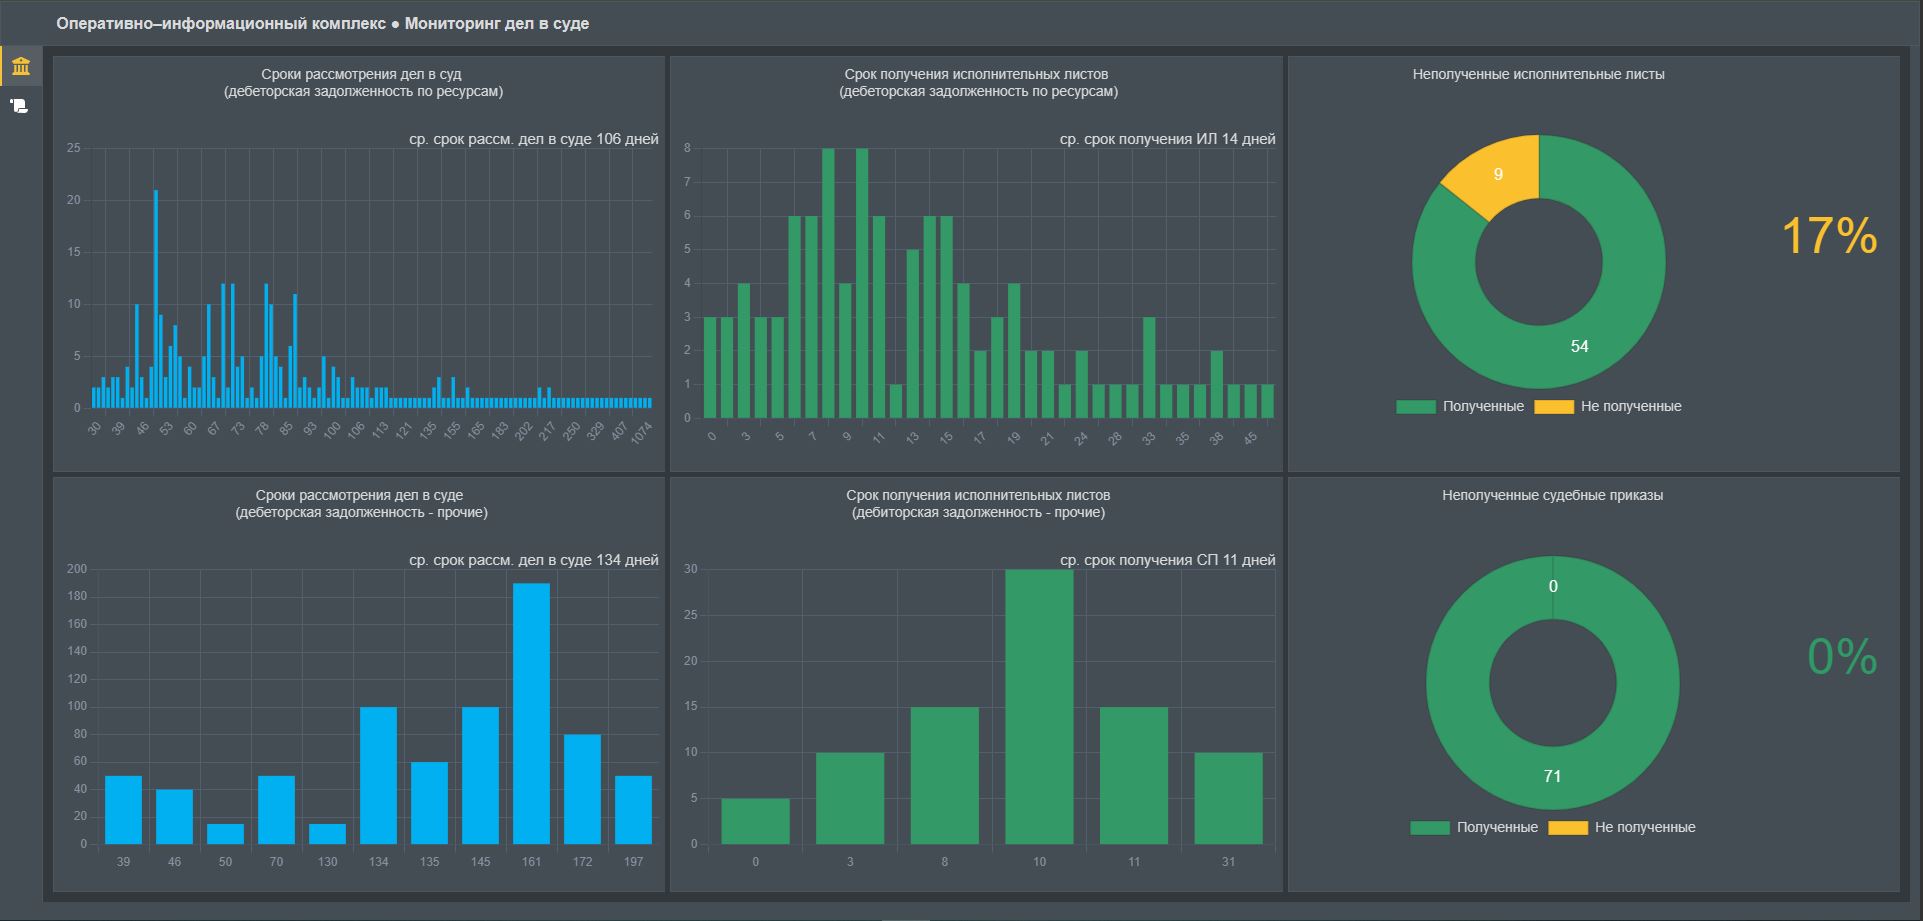 Оперативно–информационный комплекс ● Мониторинг дел в суде
Сроки рассмотрения дел в суд
(дебеторская задолженность по ресурсам)
ср. срок рассм. дел в суде 106 дней
25
20
15
10
5
0
30 39 46 53 60 67 73 78 85 93 100 106 113 121 135 155 165 183 202 217 250 329 407 1074
Срок получения исполнительных листов
(дебеторская задолженность по ресурсам)
ср. срок получения ИЛ 14 дней
8
7
6
5
4
3
2
1
0
0 3 5 7 9 11 13 15 17 19 21 24 28 33 35 38 45
Неполученные исполнительные листы
9
54
17%
Полученные Не полученные
Сроки рассмотрения дел в суде
(дебеторская задолженность - прочие)
ср. срок рассм. дел в суде 134 дней
200
180
160
140
120
100
80
60
40
20
0
39 46 50 70 130 134 135 145 161 172 197
Срок получения исполнительных листов
(дебиторская задолженность - прочие)
ср. срок получения СП 11 дней
30
25
20
15
10
5
0
0 3 8 10 11 31
Неполученные судебные приказы
0
71
0%
Полученные Не полученные